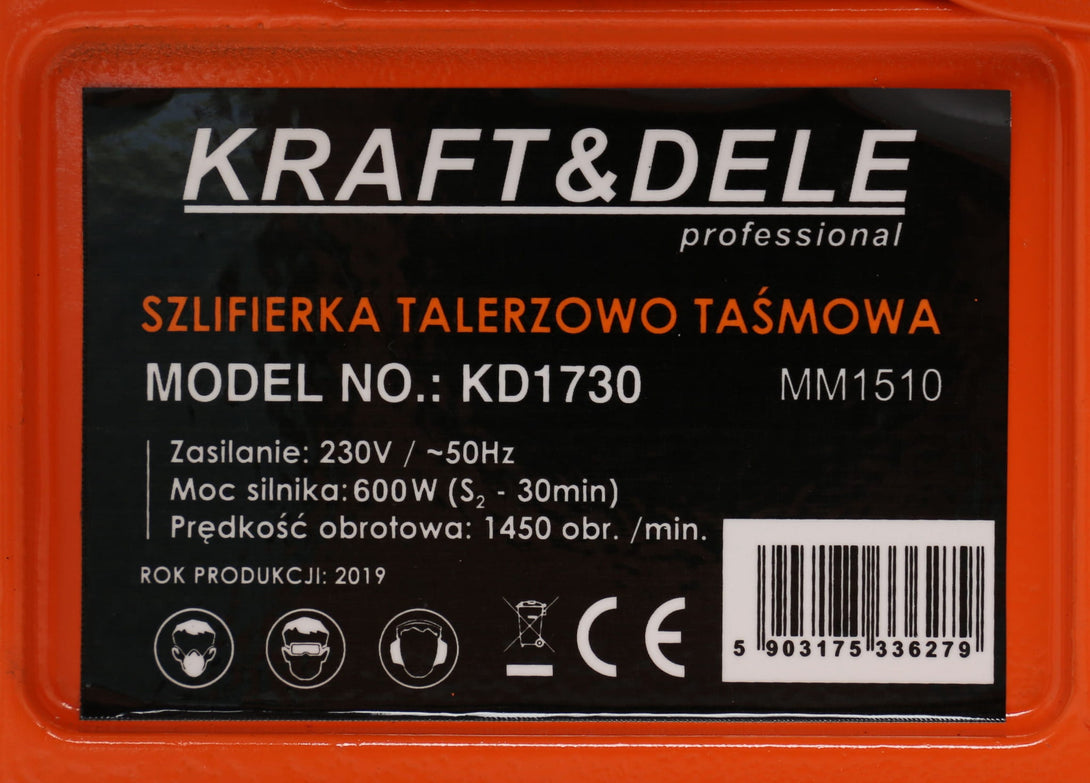 KRAFT&DELE
professional
SZLIFIERKA TALERZOWO TAŚMOWA
MODEL NO.: KD1730 MM1510
Zasilanie: 230V / ~50Hz
Moc silnika: 600W (S₂ - 30min)
Prędkość obrotowa: 1450 obr. /min.
ROK PRODUKCJI: 2019
CE
5 903175 336279